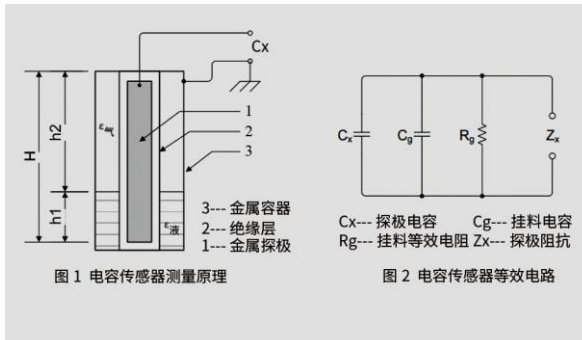 Cx
ε气
H
h2
h1
ε液
1
2
3
3--- 金属容器
2--- 绝缘层
1--- 金属探极
图 1 电容传感器测量原理
Cx
Cg
Rg
Zx
Cx--- 探极电容 Cg--- 挂料电容
Rg--- 挂料等效电阻 Zx--- 探极阻抗
图 2 电容传感器等效电路